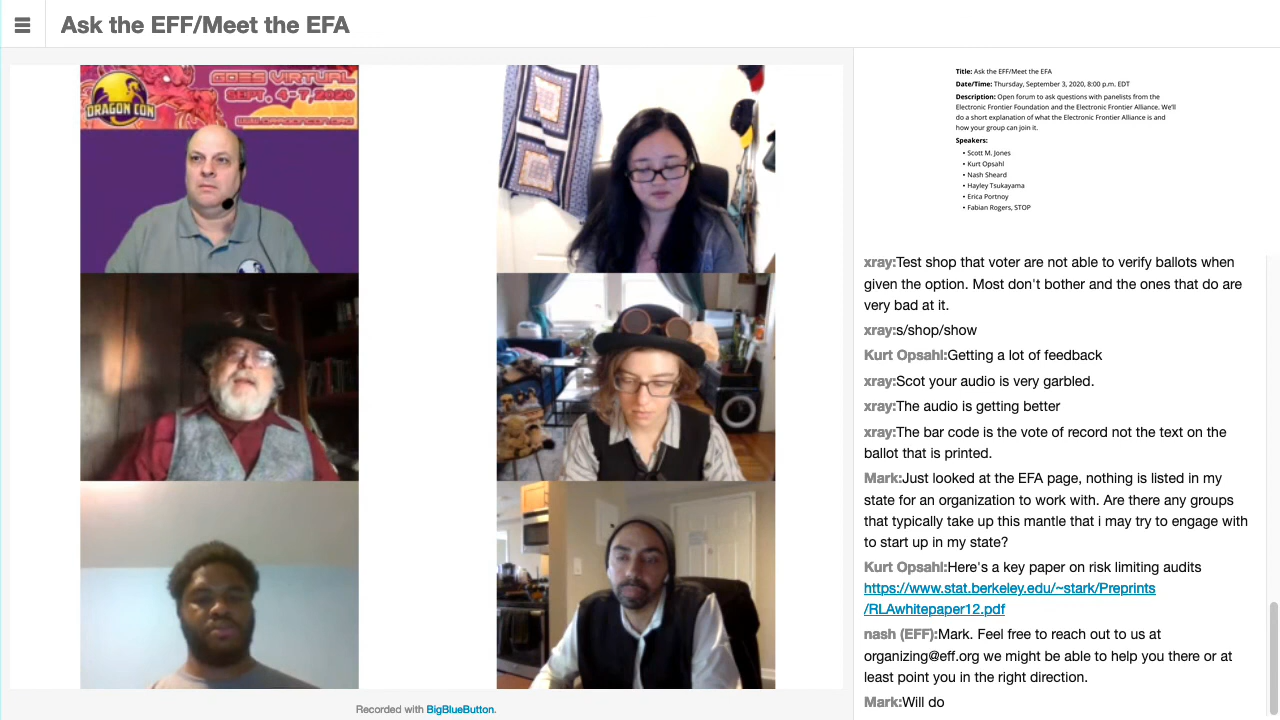 Ask the EFF/Meet the EFA
GOES VIRTUAL
SEPT. 4-7, 2020
DRAGON CON
WWW.DRAGONCON.ORG
Title: Ask the EFF/Meet the EFA
Date/Time: Thursday, September 3, 2020, 8:00 p.m. EDT
Description: Open forum to ask questions with panelists from the
Electronic Frontier Foundation and the Electronic Frontier Alliance. We'll
do a short explanation of what the Electronic Frontier Alliance is and
how your group can join it.
Speakers:
• Scott M. Jones
• Kurt Opsahl
• Nash Sheard
• Hayley Tsukayama
• Erica Portnoy
• Fabian Rogers, STOP
xray:Test shop that voter are not able to verify ballots when
given the option. Most don't bother and the ones that do are
very bad at it.
xray:s/shop/show
Kurt Opsahl:Getting a lot of feedback
xray:Scot your audio is very garbled.
xray:The audio is getting better
xray:The bar code is the vote of record not the text on the
ballot that is printed.
Mark:Just looked at the EFA page, nothing is listed in my
state for an organization to work with. Are there any groups
that typically take up this mantle that i may try to engage with
to start up in my state?
Kurt Opsahl:Here's a key paper on risk limiting audits
https://www.stat.berkeley.edu/~stark/Preprints
/RLAwhitepaper12.pdf
nash (EFF):Mark. Feel free to reach out to us at
organizing@eff.org we might be able to help you there or at
least point you in the right direction.
Mark:Will do
Recorded with BigBlueButton.